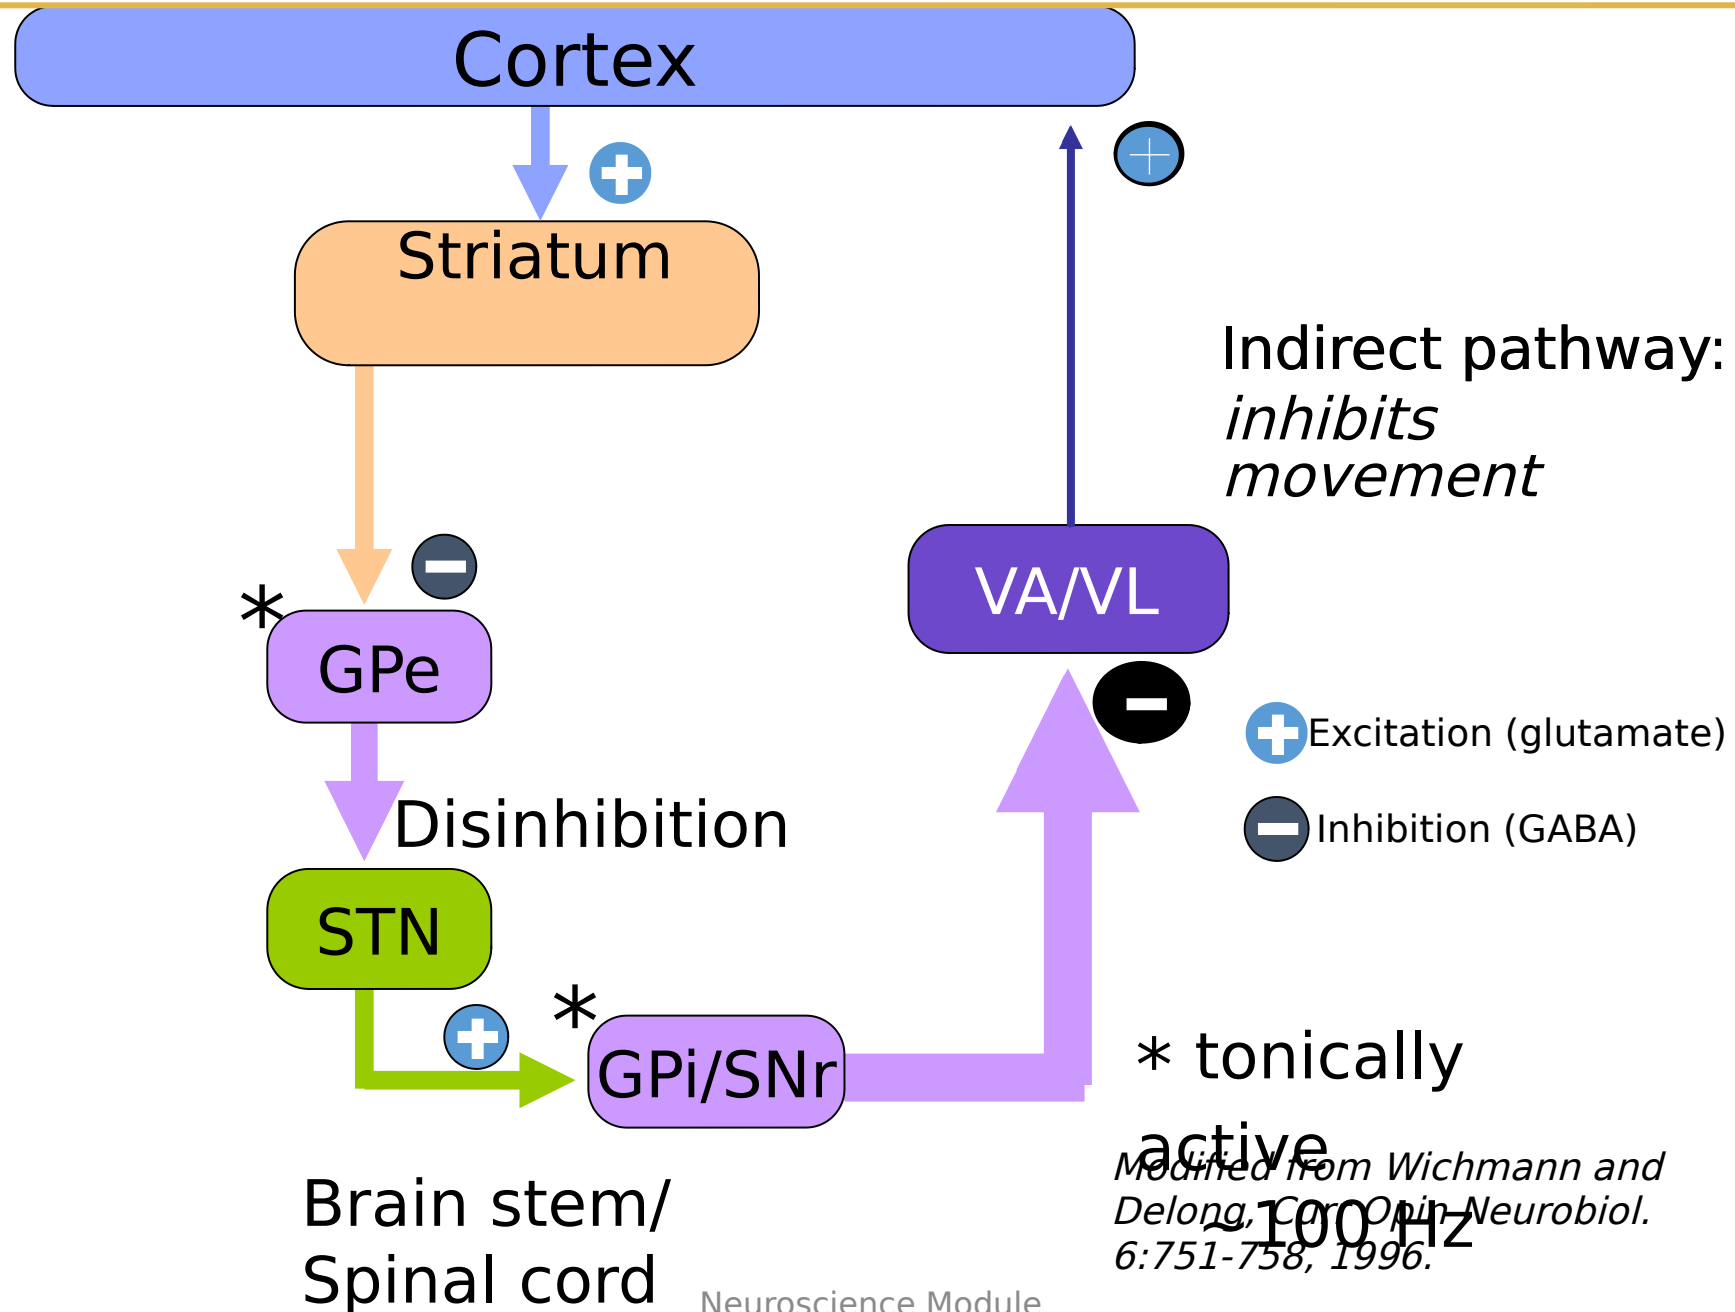 Cortex
Striatum
Indirect pathway:
inhibits
movement
VA/VL
*
GPe
Excitation (glutamate)
Disinhibition
Inhibition (GABA)
STN
*
GPi/SNr
* tonically
active
~100 Hz
Modified from Wichmann and
Delong, Curr Opin Neurobiol.
6:751-758, 1996.
Brain stem/
Spinal cord
Neuroscience Module